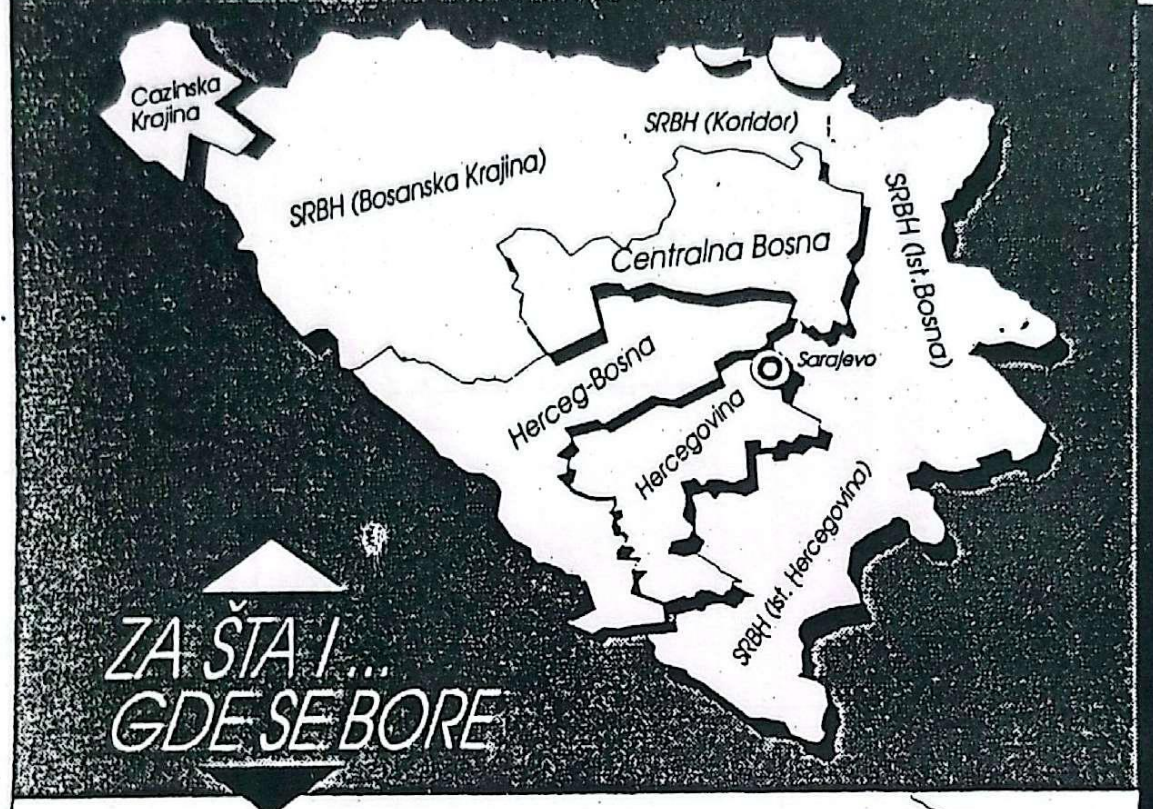 Cazinska
Krajina
SRBH (Koridor)
SRBH (Bosanska Krajina)
SRBH (Ist.Bosna)
Centralna Bosna
Sarajevo
Herceg-Bosna
Hercegovina
SRBH (Ist. Hercegovina)
ZA ŠTA I...
GDE SE BORE